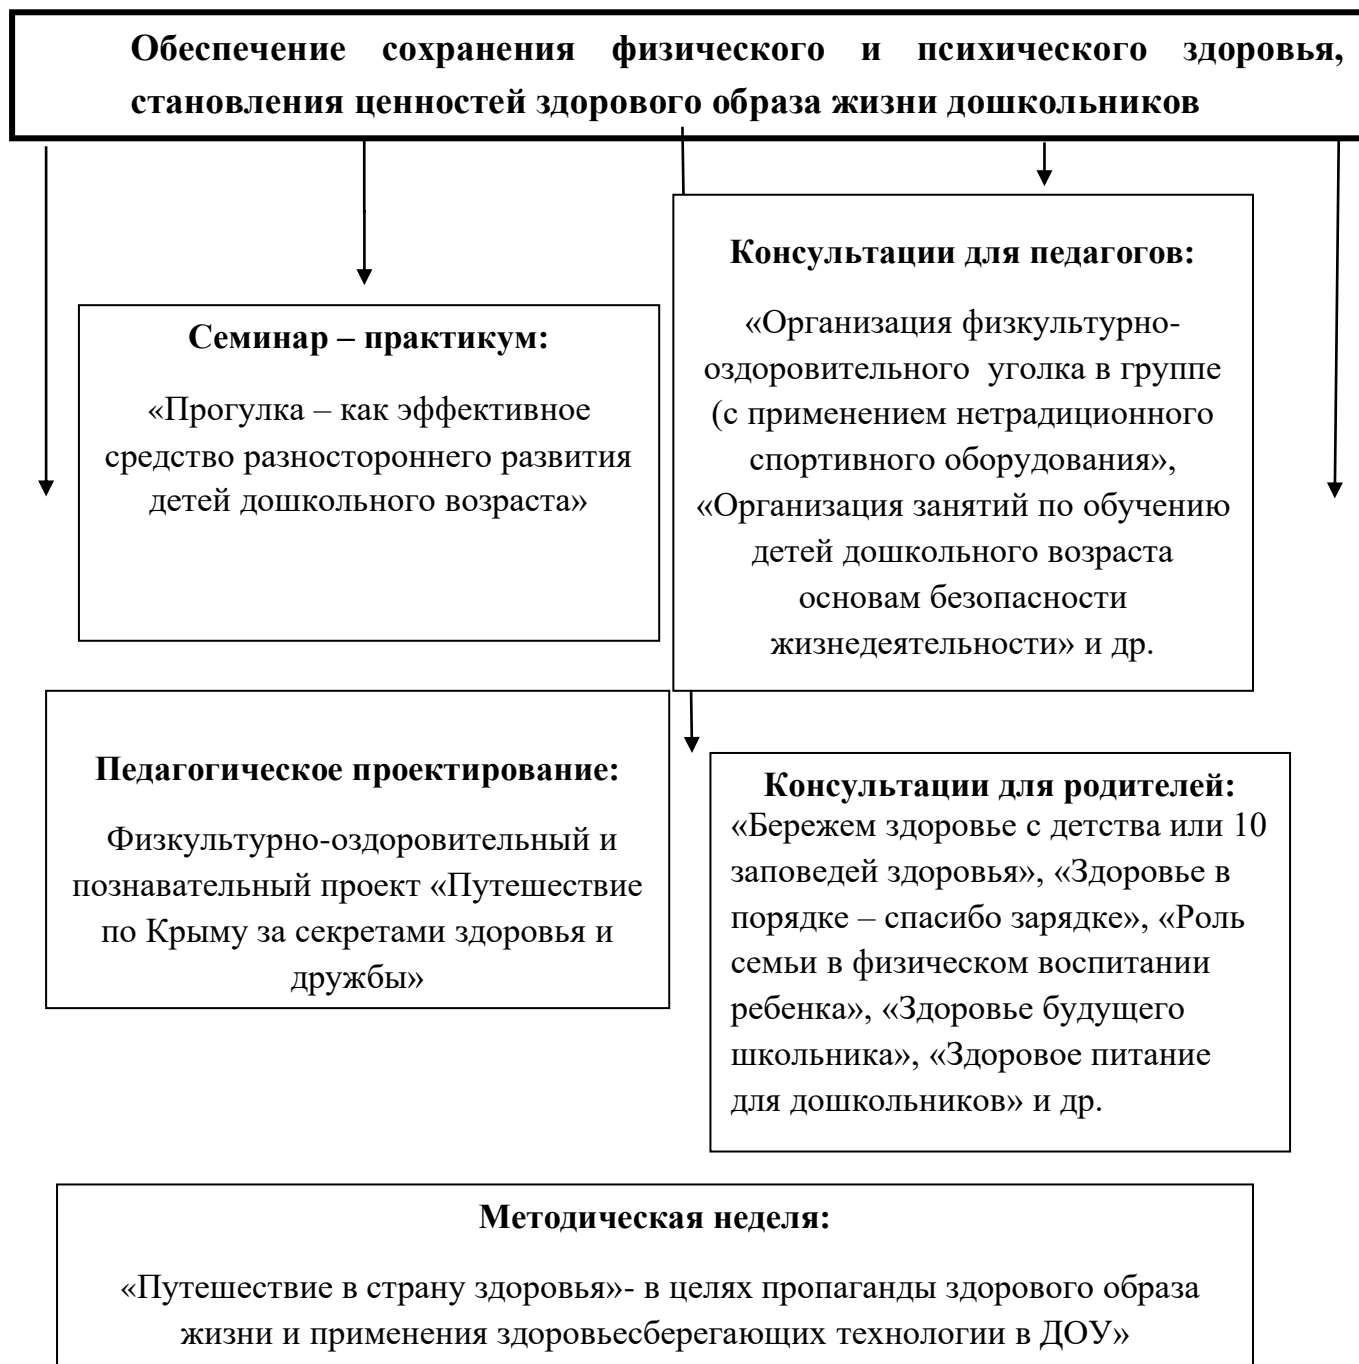 Обеспечение сохранения физического и психического здоровья,
становления ценностей здорового образа жизни дошкольников
Консультации для педагогов:
«Организация физкультурно-
оздоровительного уголка в группе
(с применением нетрадиционного
спортивного оборудования»,
«Организация занятий по обучению
детей дошкольного возраста
основам безопасности
жизнедеятельности» и др.
Семинар – практикум:
«Прогулка – как эффективное
средство разностороннего развития
детей дошкольного возраста»
Педагогическое проектирование:
Физкультурно-оздоровительный и
познавательный проект «Путешествие
по Крыму за секретами здоровья и
дружбы»
Консультации для родителей:
«Бережем здоровье с детства или 10
заповедей здоровья», «Здоровье в
порядке – спасибо зарядке», «Роль
семьи в физическом воспитании
ребенка», «Здоровье будущего
школьника», «Здоровое питание
для дошкольников» и др.
Методическая неделя:
«Путешествие в страну здоровья»- в целях пропаганды здорового образа
жизни и применения здоровьесберегающих технологии в ДОУ»